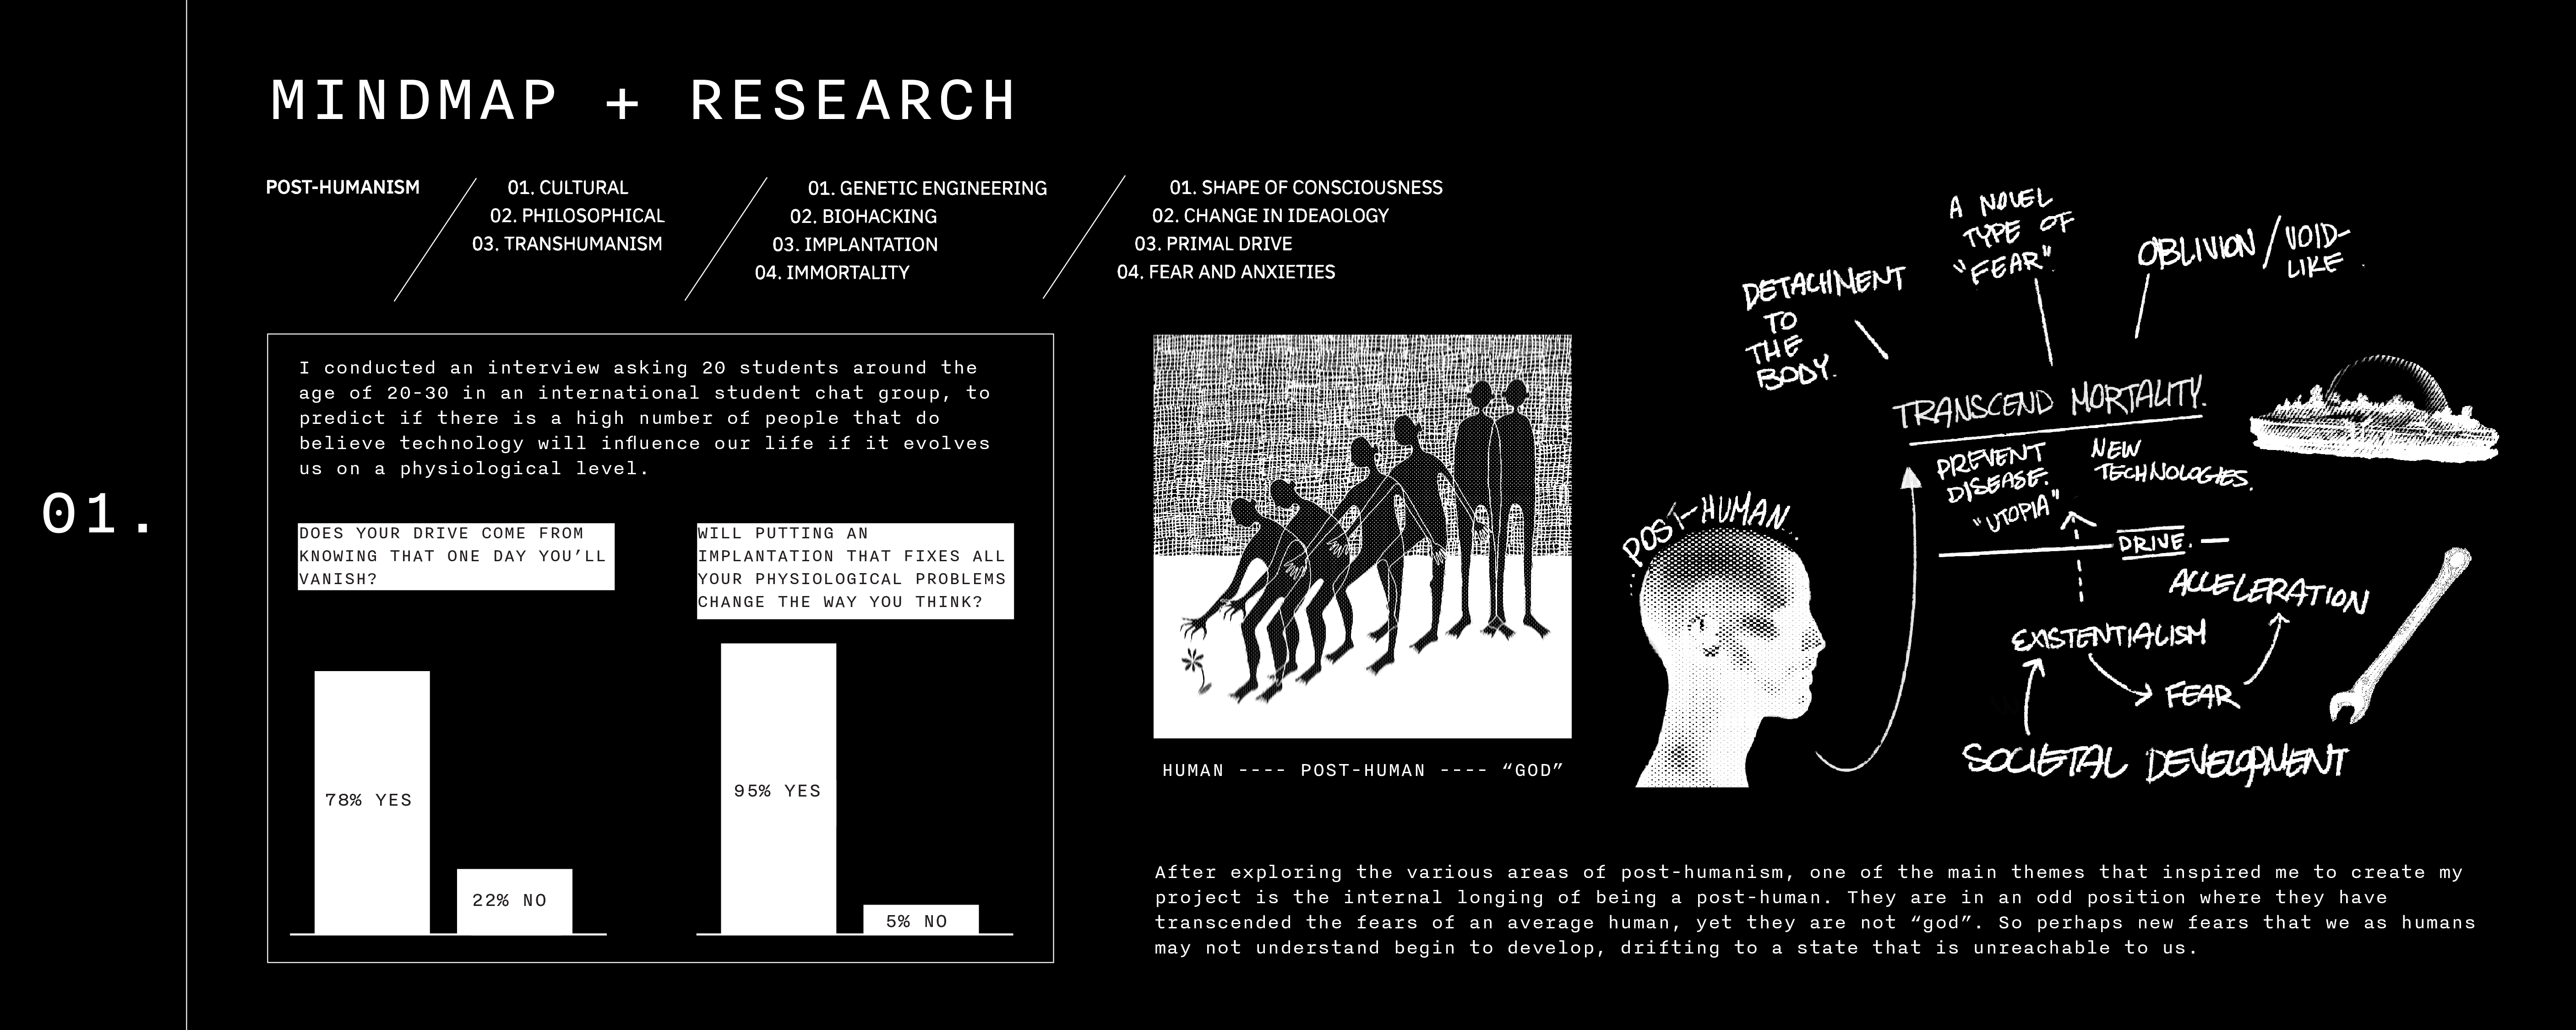 01.
MINDMAP + RESEARCH
POST-HUMANISM
01. CULTURAL
02. PHILOSOPHICAL
03. TRANSHUMANISM
01. GENETIC ENGINEERING
02. BIOHACKING
03. IMPLANTATION
04. IMMORTALITY
01. SHAPE OF CONSCIOUSNESS
02. CHANGE IN IDEAOLOGY
03. PRIMAL DRIVE
04. FEAR AND ANXIETIES
I conducted an interview asking 20 students around the
age of 20-30 in an international student chat group, to
predict if there is a high number of people that do
believe technology will influence our life if it evolves
us on a physiological level.
DOES YOUR DRIVE COME FROM
KNOWING THAT ONE DAY YOU’LL
VANISH?
78% YES
22% NO
WILL PUTTING AN
IMPLANTATION THAT FIXES ALL
YOUR PHYSIOLOGICAL PROBLEMS
CHANGE THE WAY YOU THINK?
95% YES
5% NO
HUMAN ---- POST-HUMAN ---- “GOD”
DETACHMENT
TO
THE
BODY.
A NOVEL
TYPE OF
"FEAR".
OBLIVION / VOID-
LIKE.
TRANSCEND MORTALITY.
PREVENT
DISEASE.
"UTOPIA"
NEW
TECHNOLOGIES.
...POST-HUMAN...
DRIVE.
ACCELERATION
EXISTENTIALISM
FEAR
SOCIETAL DEVELOPMENT
After exploring the various areas of post-humanism, one of the main themes that inspired me to create my
project is the internal longing of being a post-human. They are in an odd position where they have
transcended the fears of an average human, yet they are not “god”. So perhaps new fears that we as humans
may not understand begin to develop, drifting to a state that is unreachable to us.